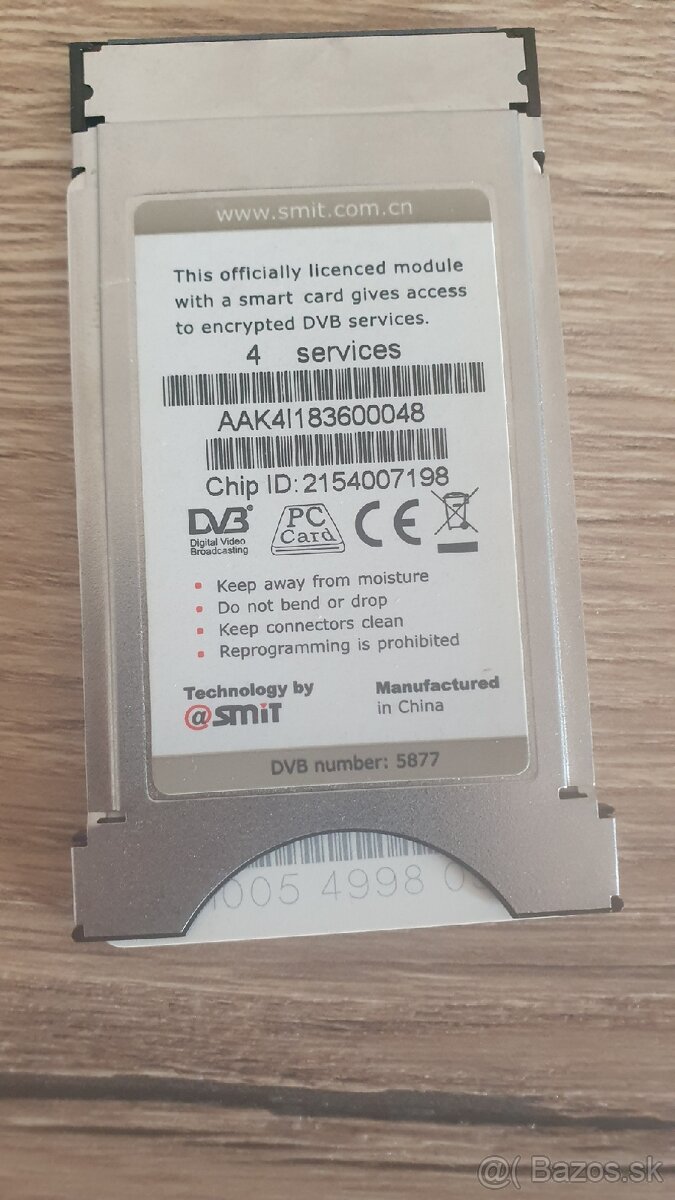 www.smit.com.cn
This officially licenced module
with a smart card gives access
to encrypted DVB services.
4 services
AAK4I183600048
Chip ID:2154007198
DVB
Digital Video
Broadcasting
PC
Card
CE
Keep away from moisture
Do not bend or drop
Keep connectors clean
Reprogramming is prohibited
Technology by
@smit
Manufactured
in China
DVB number: 5877
005 4998 0
@( Bazos.sk